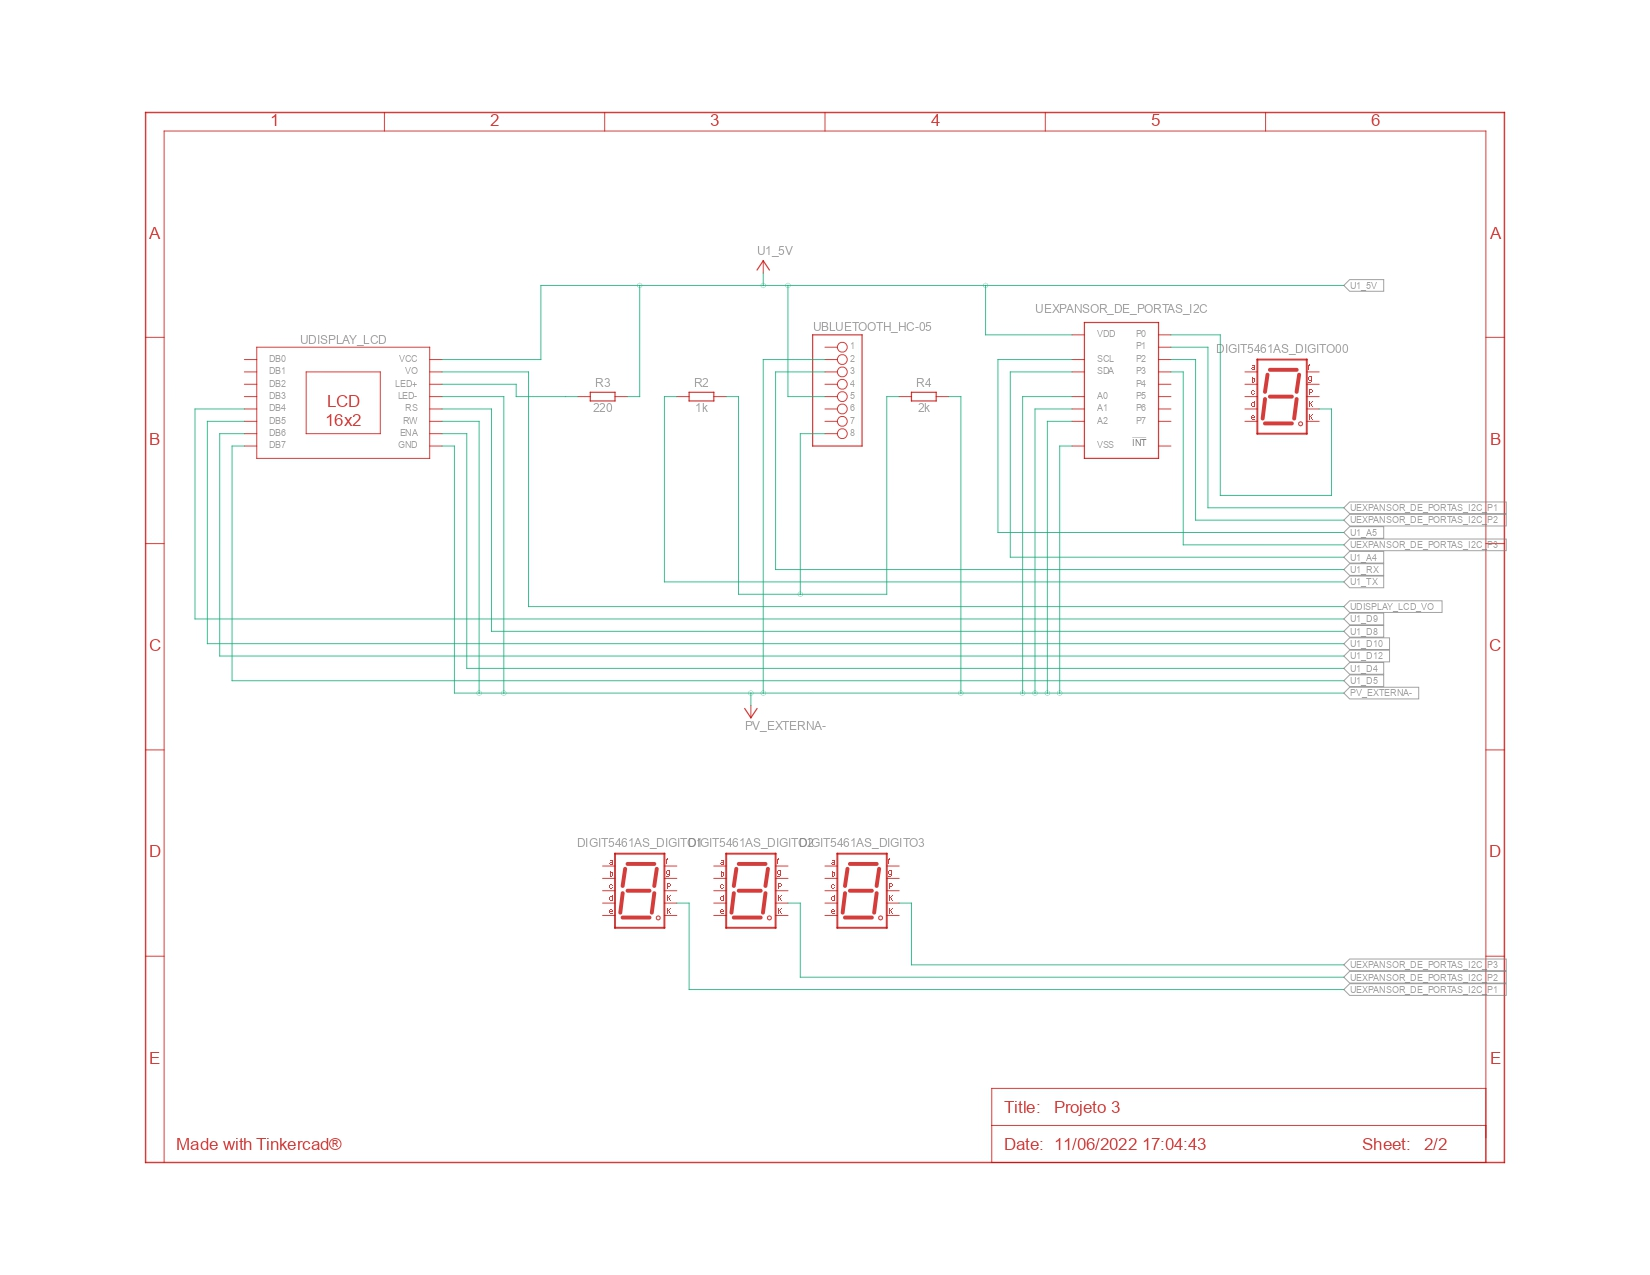 1 2 3 4 5 6
A A
U1_5V
U1_5V
UEXPANSOR_DE_PORTAS_I2C
UBLUETOOTH_HC-05
UDISPLAY_LCD
VDD P0
P1
SCL P2
SDA P3
P4
A0 P5
A1 P6
A2 P7
VSS INT
DIGIT5461AS_DIGITO00
a f
b g
c P
d K
e K
1
2
3
4
5
6
7
8
DB0 VCC
DB1 VO
DB2 LED+
DB3 LED-
DB4 RS
DB5 RW
DB6 ENA
DB7 GND
LCD
16x2
R3
220
R2
1k
R4
2k
B B
UEXPANSOR_DE_PORTAS_I2C_P1
UEXPANSOR_DE_PORTAS_I2C_P2
U1_A5
UEXPANSOR_DE_PORTAS_I2C_P3
U1_A4
U1_RX
U1_TX
UDISPLAY_LCD_VO
U1_D9
U1_D8
U1_D10
U1_D12
U1_D4
U1_D5
PV_EXTERNA-
C C
PV_EXTERNA-
DIGIT5461AS_DIGITO1 DIGIT5461AS_DIGITO2 DIGIT5461AS_DIGITO3
a f a f a f
b g b g b g
c P c P c P
d K d K d K
e K e K e K
D D
UEXPANSOR_DE_PORTAS_I2C_P3
UEXPANSOR_DE_PORTAS_I2C_P2
UEXPANSOR_DE_PORTAS_I2C_P1
E E
Title: Projeto 3
Made with Tinkercad®
Date: 11/06/2022 17:04:43 Sheet: 2/2